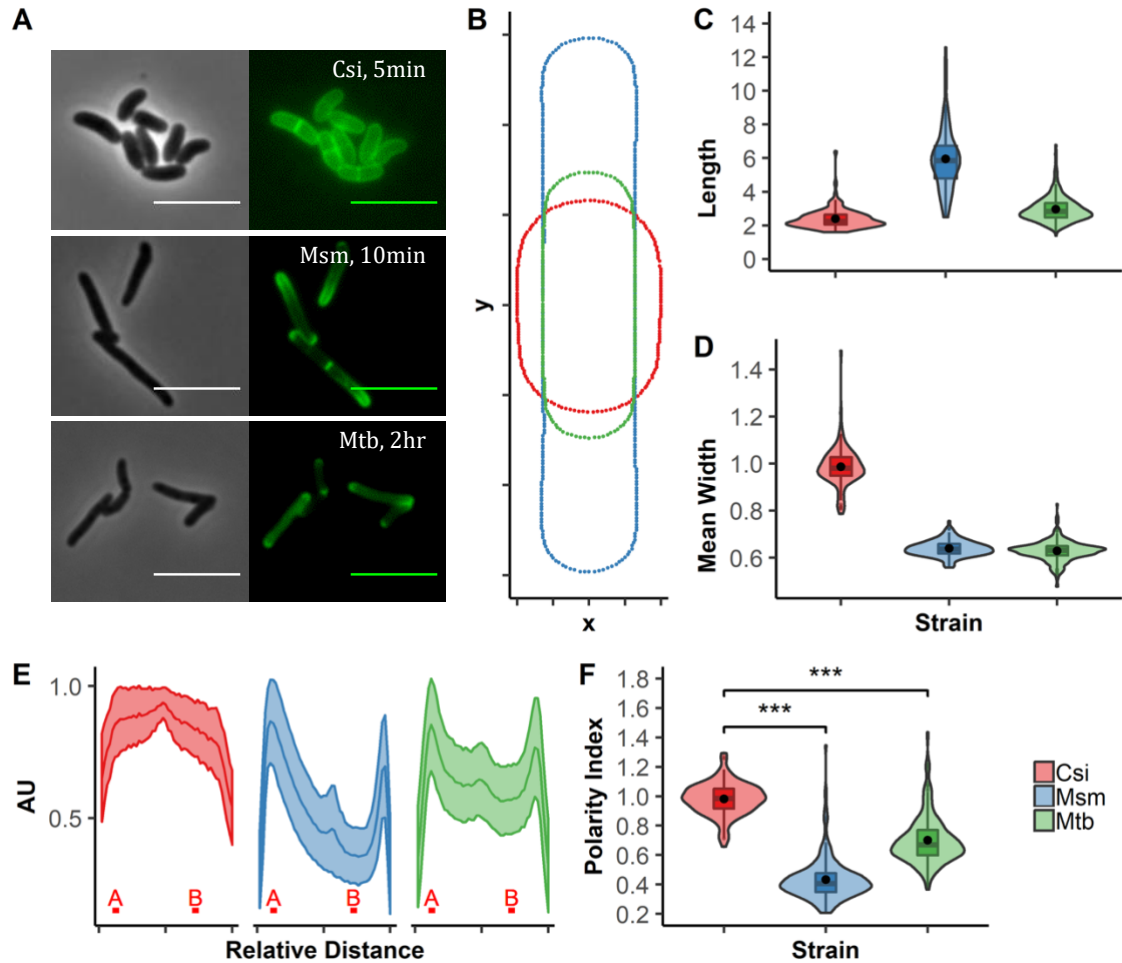 A
Csi, 5min
Msm, 10min
Mtb, 2hr
B
y
x
C
Length
14
12
10
8
6
4
2
0
D
Mean Width
1.4
1.2
1.0
0.8
0.6
Strain
E
AU
1.0
0.5
A B
A B
A B
Relative Distance
F
Polarity Index
1.8
1.6
1.4
1.2
1.0
0.8
0.6
0.4
0.2
***
***
Strain
Csi
Msm
Mtb